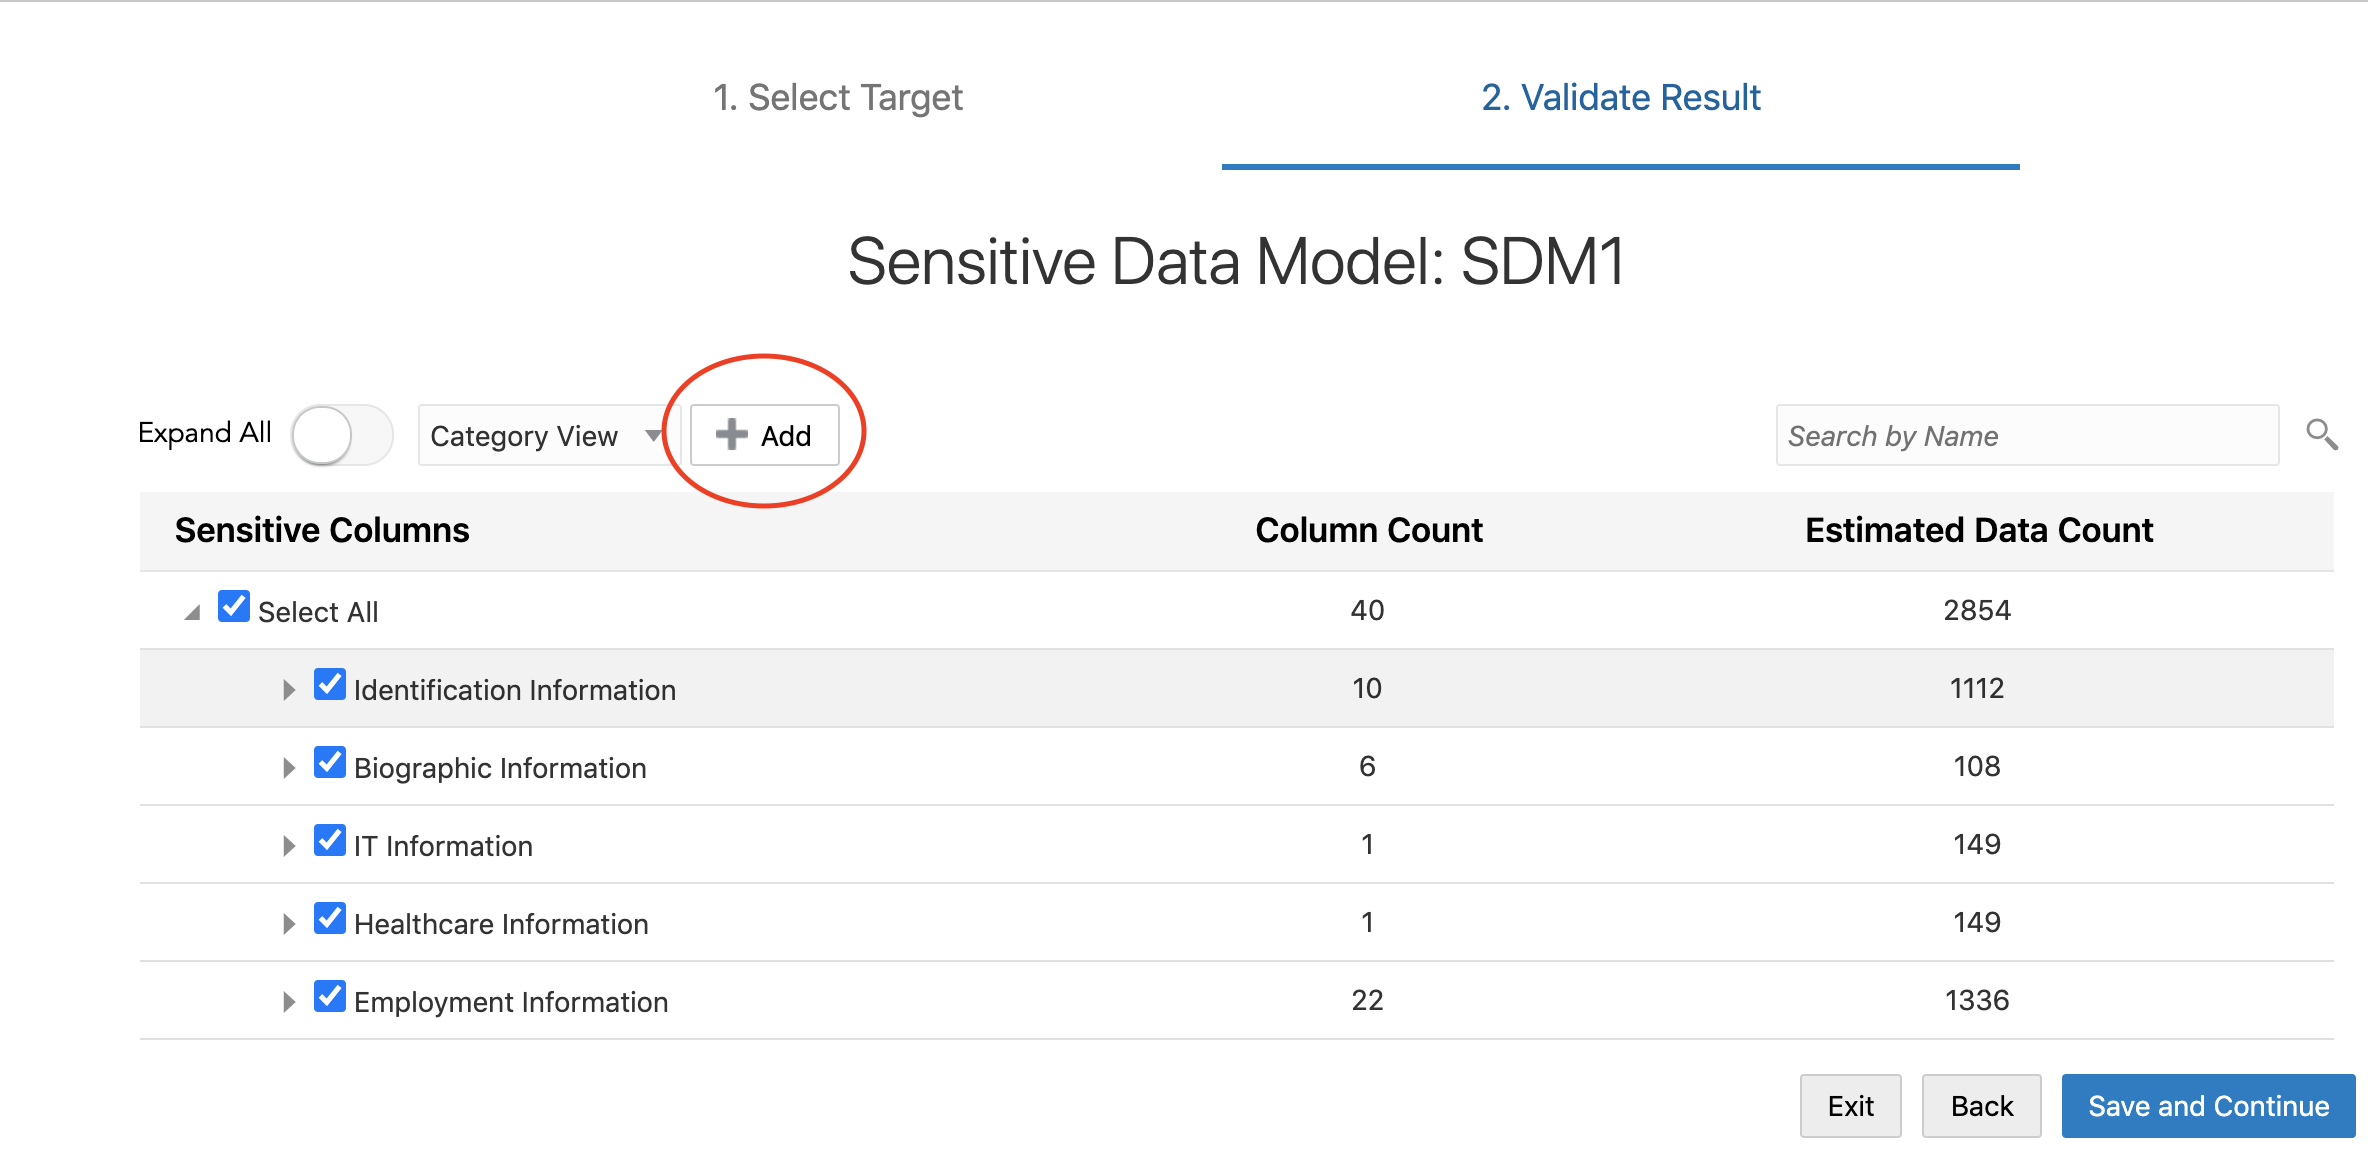 1. Select Target 2. Validate Result
Sensitive Data Model: SDM1
Expand All Category View Add Search by Name
Sensitive Columns Column Count Estimated Data Count
Select All 40 2854
Identification Information 10 1112
Biographic Information 6 108
IT Information 1 149
Healthcare Information 1 149
Employment Information 22 1336
Exit Back Save and Continue